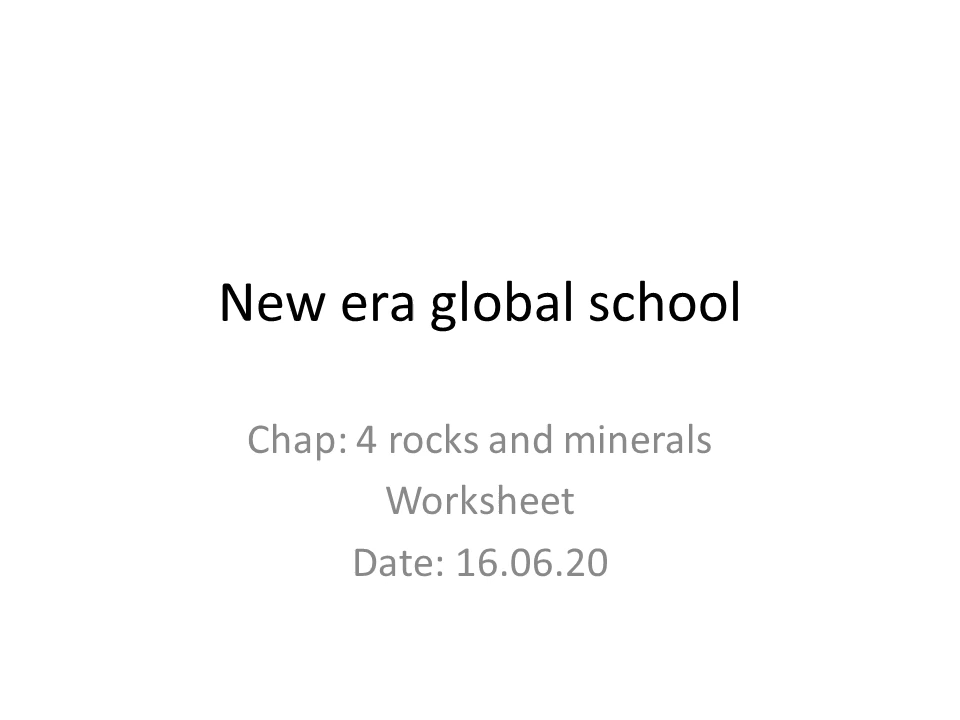 New era global school
Chap: 4 rocks and minerals
Worksheet
Date: 16.06.20